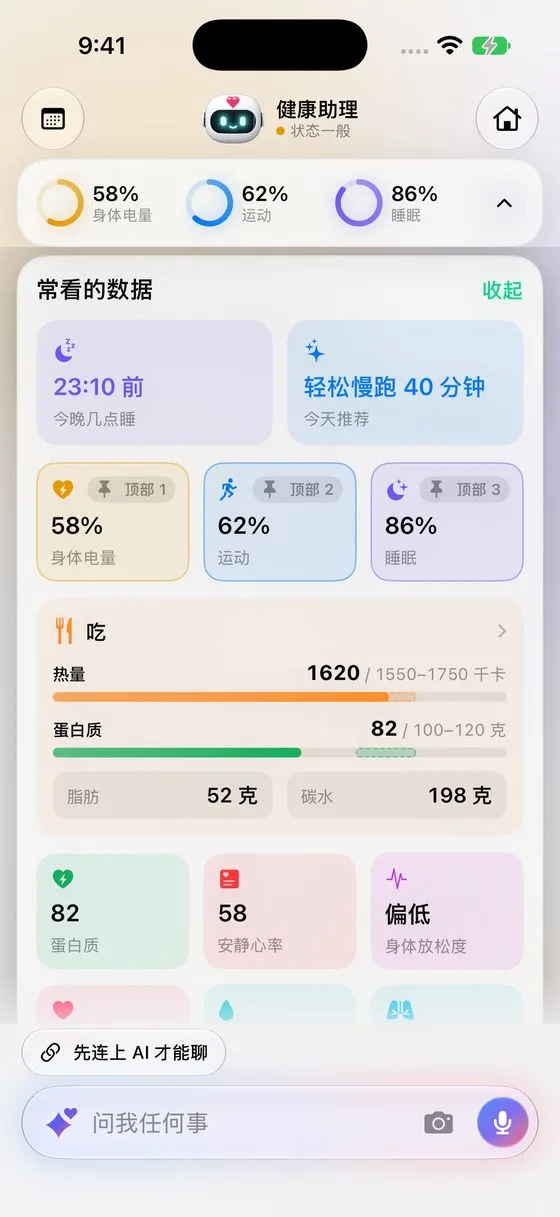 9:41
健康助理
状态一般
58%
身体电量
62%
运动
86%
睡眠
常看的数据
收起
23:10 前
今晚几点睡
轻松慢跑 40 分钟
今天推荐
顶部 1
58%
身体电量
顶部 2
62%
运动
顶部 3
86%
睡眠
吃
热量 1620 / 1550–1750 千卡
蛋白质 82 / 100–120 克
脂肪 52 克
碳水 198 克
82
蛋白质
58
安静心率
偏低
身体放松度
先连上 AI 才能聊
问我任何事